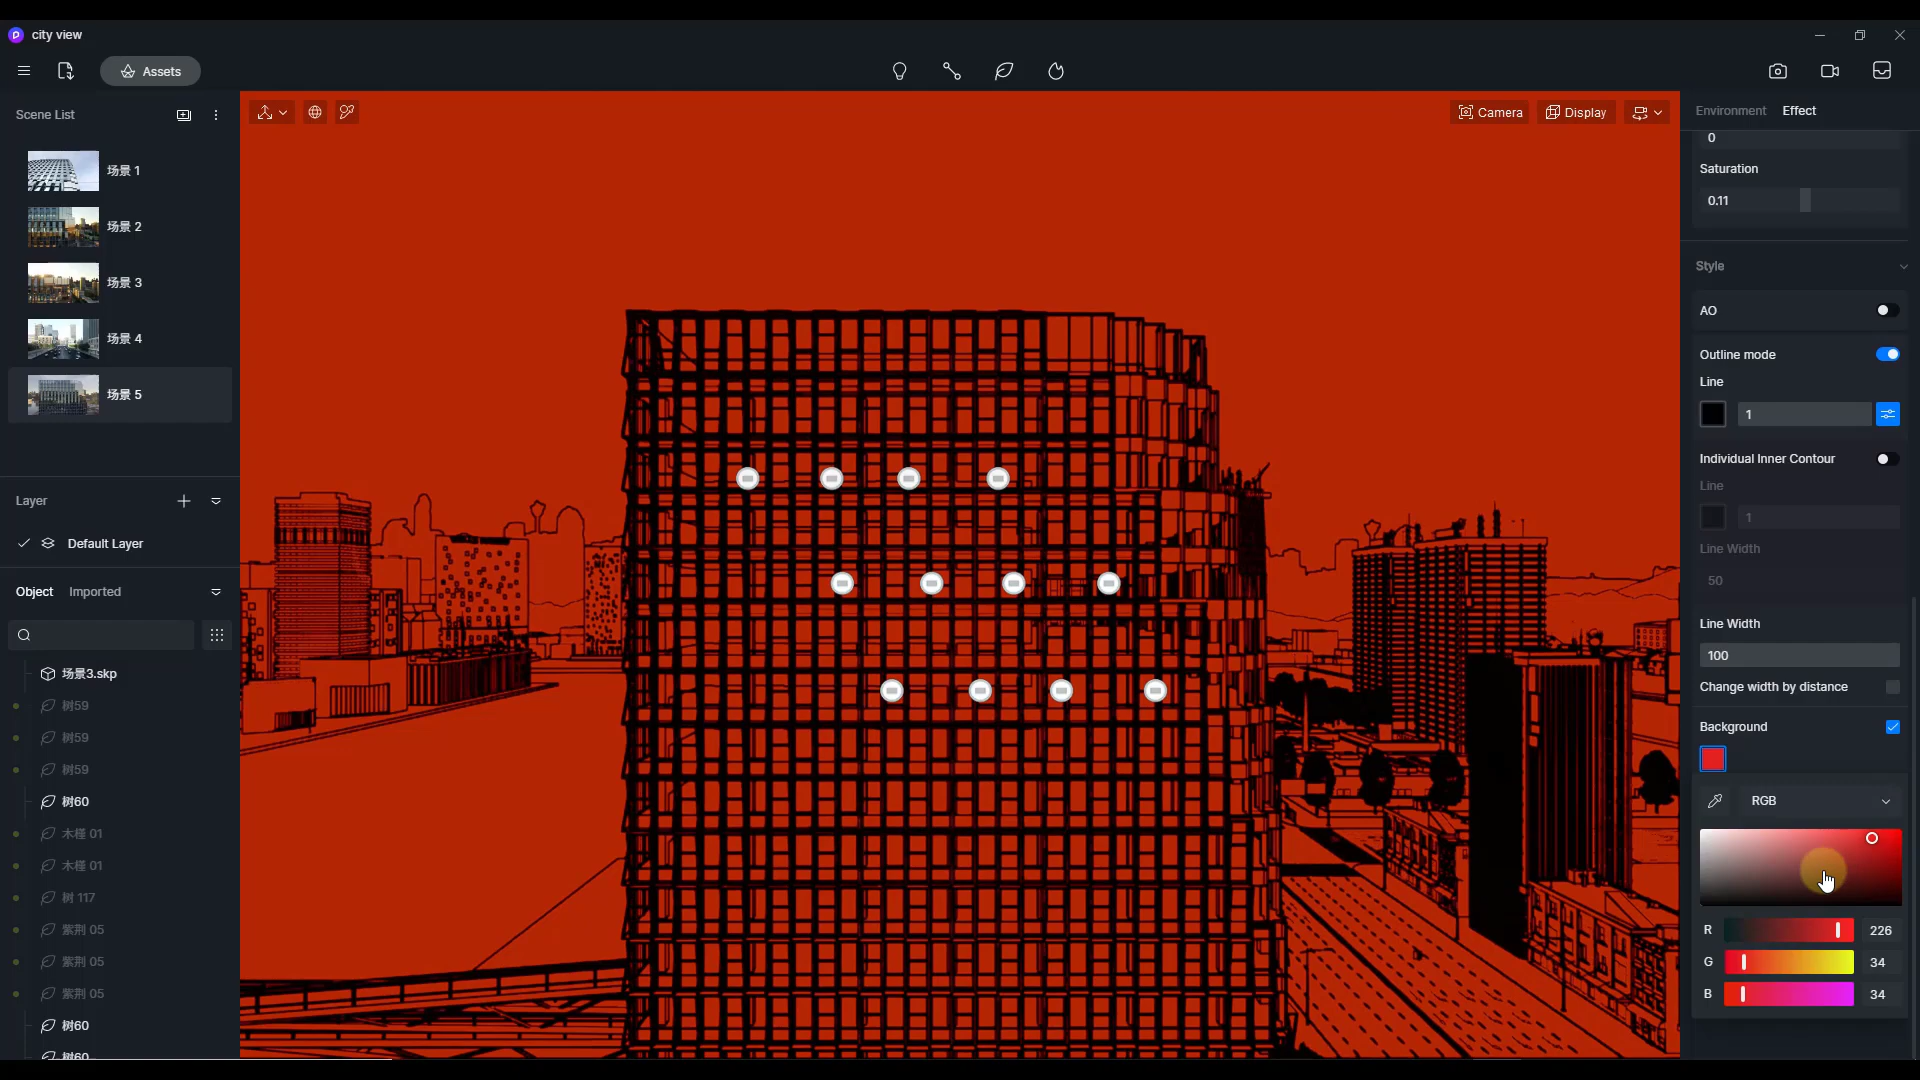 city view
Assets
Scene List
场景 1
场景 2
场景 3
场景 4
场景 5
Layer
Default Layer
Object Imported
场景3.skp
树59
树59
树59
树60
木槿 01
木槿 01
树 117
紫荆 05
紫荆 05
紫荆 05
树60
树60
Camera Display
Environment Effect
0
Saturation
0.11
Style
AO
Outline mode
Line
1
Individual Inner Contour
Line
1
Line Width
50
Line Width
100
Change width by distance
Background
RGB
R 226
G 34
B 34